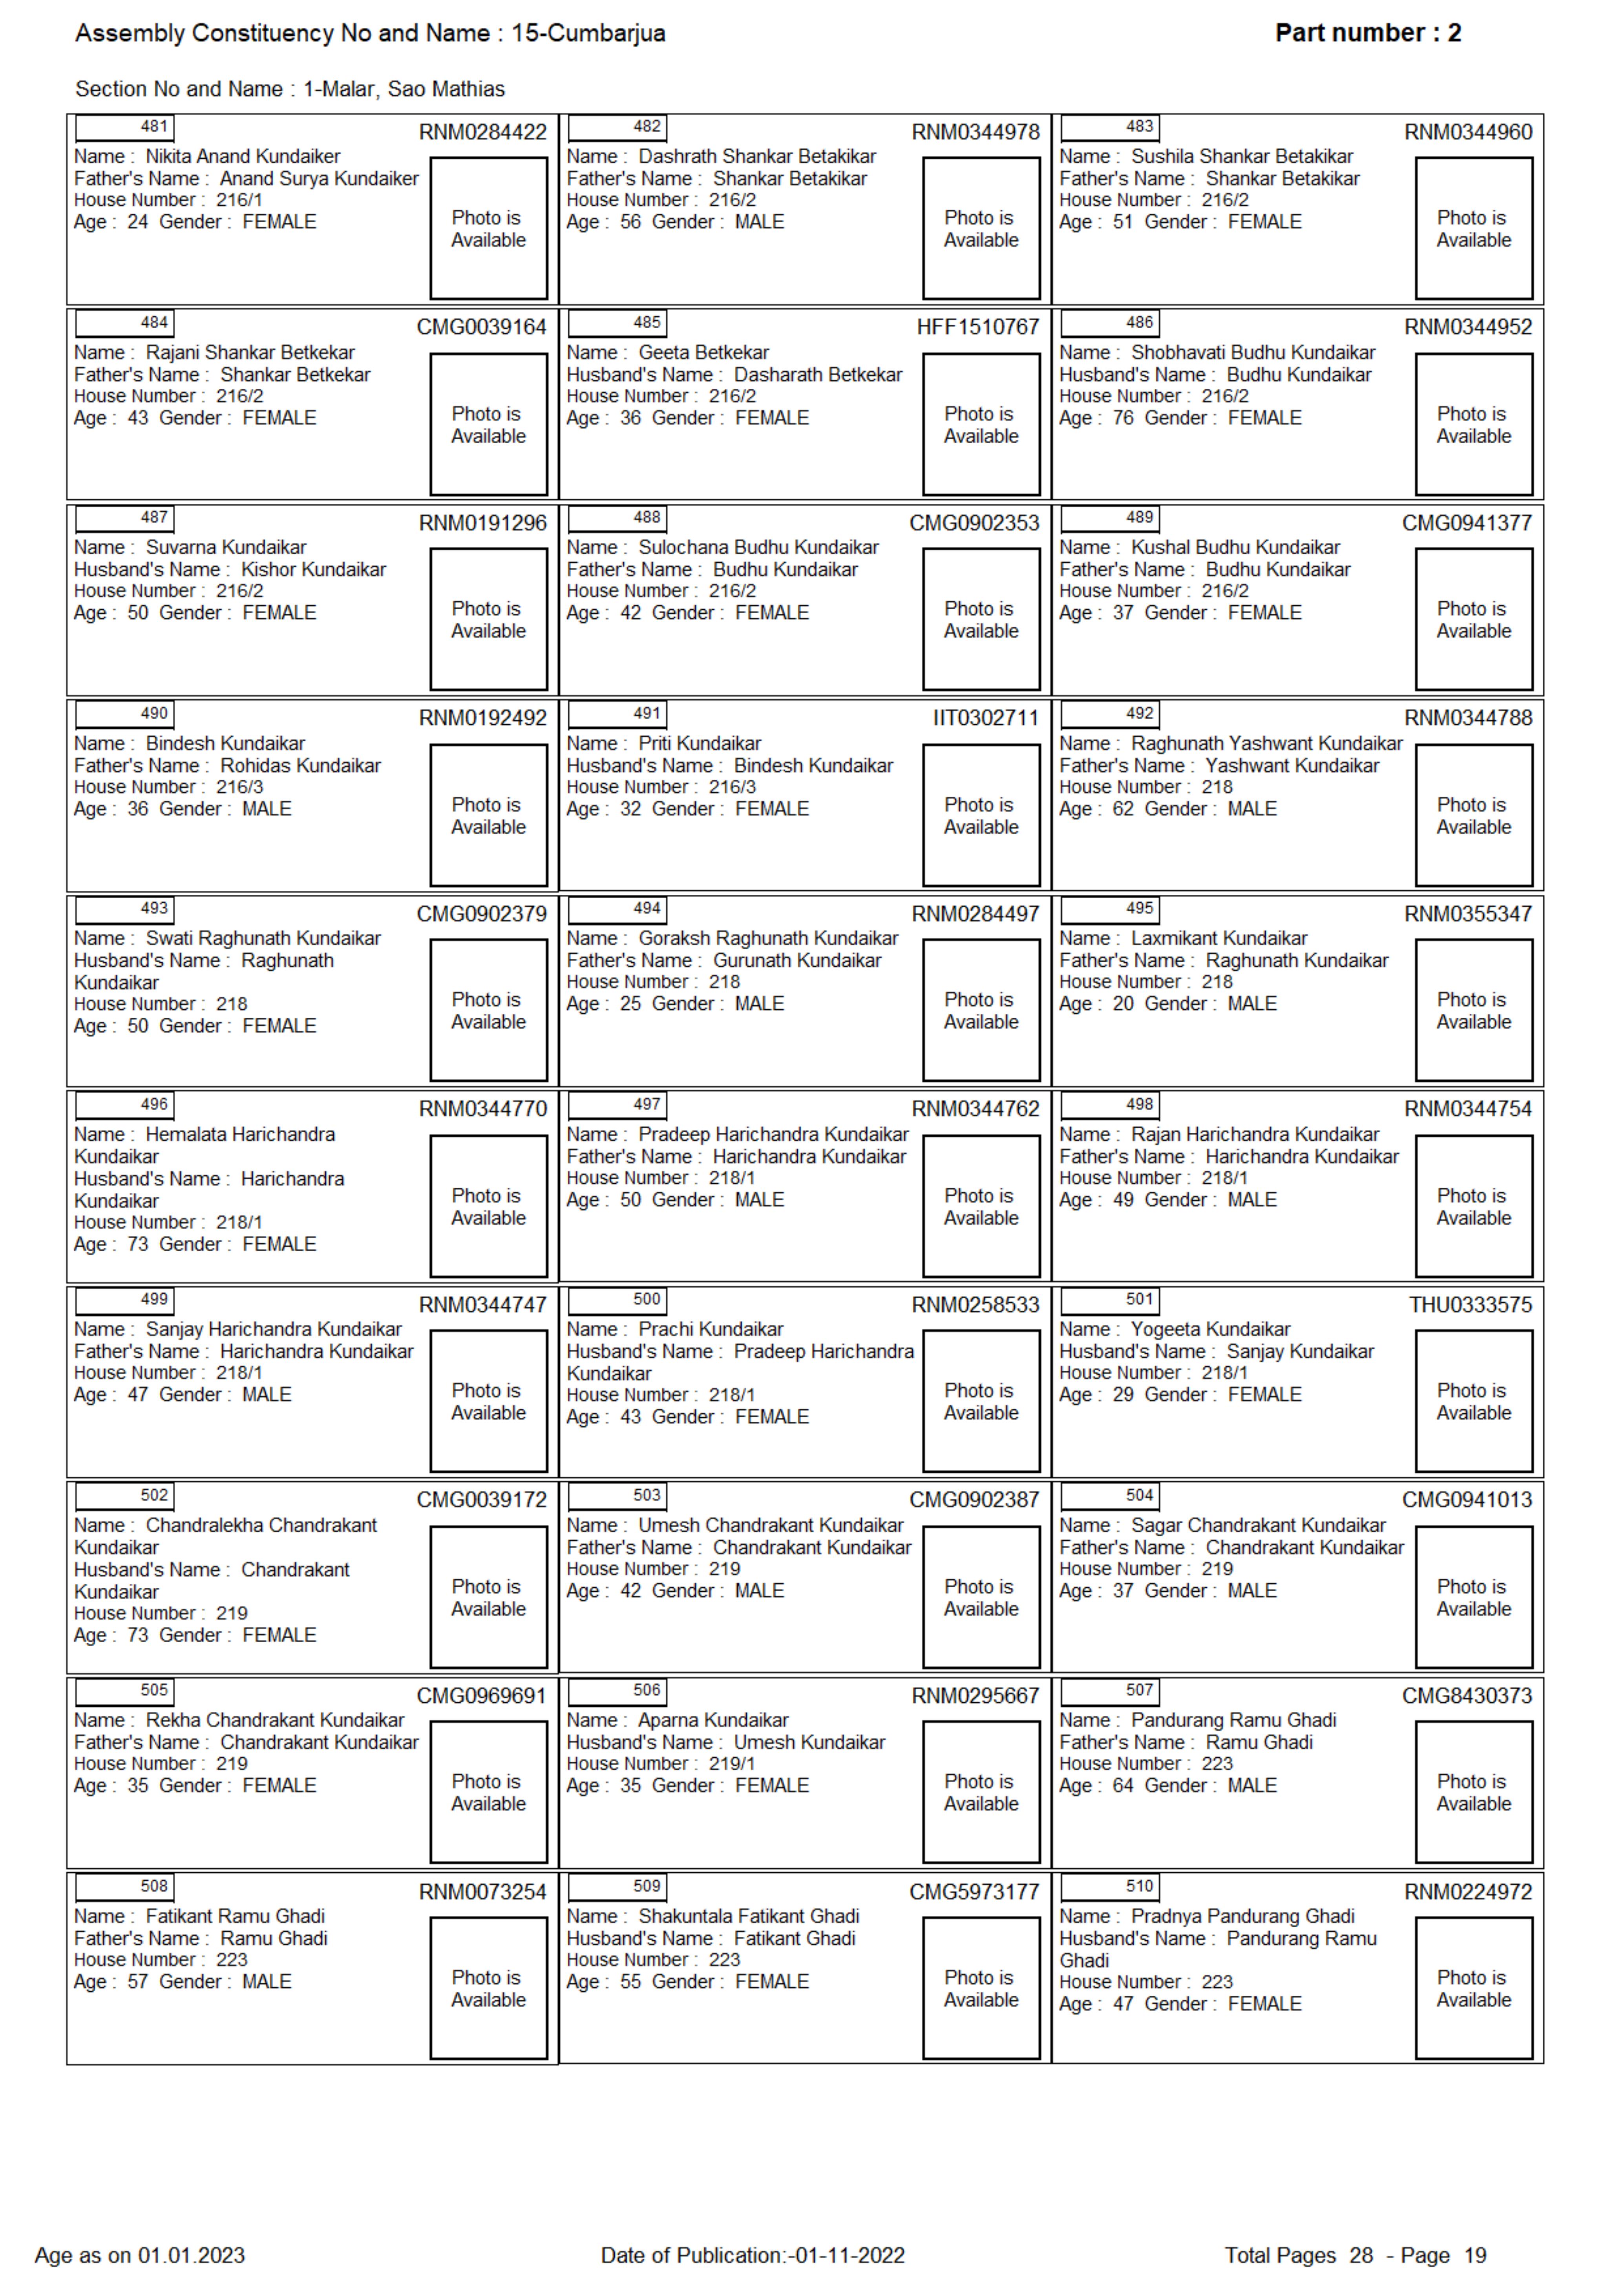 Assembly Constituency No and Name : 15-Cumbarjua
Part number : 2
Section No and Name : 1-Malar, Sao Mathias
481
RNM0284422
Name : Nikita Anand Kundaiker
Father's Name : Anand Surya Kundaiker
House Number : 216/1
Age : 24 Gender : FEMALE
Photo is
Available
482
RNM0344978
Name : Dashrath Shankar Betakikar
Father's Name : Shankar Betakikar
House Number : 216/2
Age : 56 Gender : MALE
Photo is
Available
483
RNM0344960
Name : Sushila Shankar Betakikar
Father's Name : Shankar Betakikar
House Number : 216/2
Age : 51 Gender : FEMALE
Photo is
Available
484
CMG0039164
Name : Rajani Shankar Betkekar
Father's Name : Shankar Betkekar
House Number : 216/2
Age : 43 Gender : FEMALE
Photo is
Available
485
HFF1510767
Name : Geeta Betkekar
Husband's Name : Dasharath Betkekar
House Number : 216/2
Age : 36 Gender : FEMALE
Photo is
Available
486
RNM0344952
Name : Shobhavati Budhu Kundaikar
Husband's Name : Budhu Kundaikar
House Number : 216/2
Age : 76 Gender : FEMALE
Photo is
Available
487
RNM0191296
Name : Suvarna Kundaikar
Husband's Name : Kishor Kundaikar
House Number : 216/2
Age : 50 Gender : FEMALE
Photo is
Available
488
CMG0902353
Name : Sulochana Budhu Kundaikar
Father's Name : Budhu Kundaikar
House Number : 216/2
Age : 42 Gender : FEMALE
Photo is
Available
489
CMG0941377
Name : Kushal Budhu Kundaikar
Father's Name : Budhu Kundaikar
House Number : 216/2
Age : 37 Gender : FEMALE
Photo is
Available
490
RNM0192492
Name : Bindesh Kundaikar
Father's Name : Rohidas Kundaikar
House Number : 216/3
Age : 36 Gender : MALE
Photo is
Available
491
IIT0302711
Name : Priti Kundaikar
Husband's Name : Bindesh Kundaikar
House Number : 216/3
Age : 32 Gender : FEMALE
Photo is
Available
492
RNM0344788
Name : Raghunath Yashwant Kundaikar
Father's Name : Yashwant Kundaikar
House Number : 218
Age : 62 Gender : MALE
Photo is
Available
493
CMG0902379
Name : Swati Raghunath Kundaikar
Husband's Name : Raghunath
Kundaikar
House Number : 218
Age : 50 Gender : FEMALE
Photo is
Available
494
RNM0284497
Name : Goraksh Raghunath Kundaikar
Father's Name : Gurunath Kundaikar
House Number : 218
Age : 25 Gender : MALE
Photo is
Available
495
RNM0355347
Name : Laxmikant Kundaikar
Father's Name : Raghunath Kundaikar
House Number : 218
Age : 20 Gender : MALE
Photo is
Available
496
RNM0344770
Name : Hemalata Harichandra
Kundaikar
Husband's Name : Harichandra
Kundaikar
House Number : 218/1
Age : 73 Gender : FEMALE
Photo is
Available
497
RNM0344762
Name : Pradeep Harichandra Kundaikar
Father's Name : Harichandra Kundaikar
House Number : 218/1
Age : 50 Gender : MALE
Photo is
Available
498
RNM0344754
Name : Rajan Harichandra Kundaikar
Father's Name : Harichandra Kundaikar
House Number : 218/1
Age : 49 Gender : MALE
Photo is
Available
499
RNM0344747
Name : Sanjay Harichandra Kundaikar
Father's Name : Harichandra Kundaikar
House Number : 218/1
Age : 47 Gender : MALE
Photo is
Available
500
RNM0258533
Name : Prachi Kundaikar
Husband's Name : Pradeep Harichandra
Kundaikar
House Number : 218/1
Age : 43 Gender : FEMALE
Photo is
Available
501
THU0333575
Name : Yogeeta Kundaikar
Husband's Name : Sanjay Kundaikar
House Number : 218/1
Age : 29 Gender : FEMALE
Photo is
Available
502
CMG0039172
Name : Chandralekha Chandrakant
Kundaikar
Husband's Name : Chandrakant
Kundaikar
House Number : 219
Age : 73 Gender : FEMALE
Photo is
Available
503
CMG0902387
Name : Umesh Chandrakant Kundaikar
Father's Name : Chandrakant Kundaikar
House Number : 219
Age : 42 Gender : MALE
Photo is
Available
504
CMG0941013
Name : Sagar Chandrakant Kundaikar
Father's Name : Chandrakant Kundaikar
House Number : 219
Age : 37 Gender : MALE
Photo is
Available
505
CMG0969691
Name : Rekha Chandrakant Kundaikar
Father's Name : Chandrakant Kundaikar
House Number : 219
Age : 35 Gender : FEMALE
Photo is
Available
506
RNM0295667
Name : Aparna Kundaikar
Husband's Name : Umesh Kundaikar
House Number : 219/1
Age : 35 Gender : FEMALE
Photo is
Available
507
CMG8430373
Name : Pandurang Ramu Ghadi
Father's Name : Ramu Ghadi
House Number : 223
Age : 64 Gender : MALE
Photo is
Available
508
RNM0073254
Name : Fatikant Ramu Ghadi
Father's Name : Ramu Ghadi
House Number : 223
Age : 57 Gender : MALE
Photo is
Available
509
CMG5973177
Name : Shakuntala Fatikant Ghadi
Husband's Name : Fatikant Ghadi
House Number : 223
Age : 55 Gender : FEMALE
Photo is
Available
510
RNM0224972
Name : Pradnya Pandurang Ghadi
Husband's Name : Pandurang Ramu
Ghadi
House Number : 223
Age : 47 Gender : FEMALE
Photo is
Available
Age as on 01.01.2023
Date of Publication:-01-11-2022
Total Pages 28 - Page 19